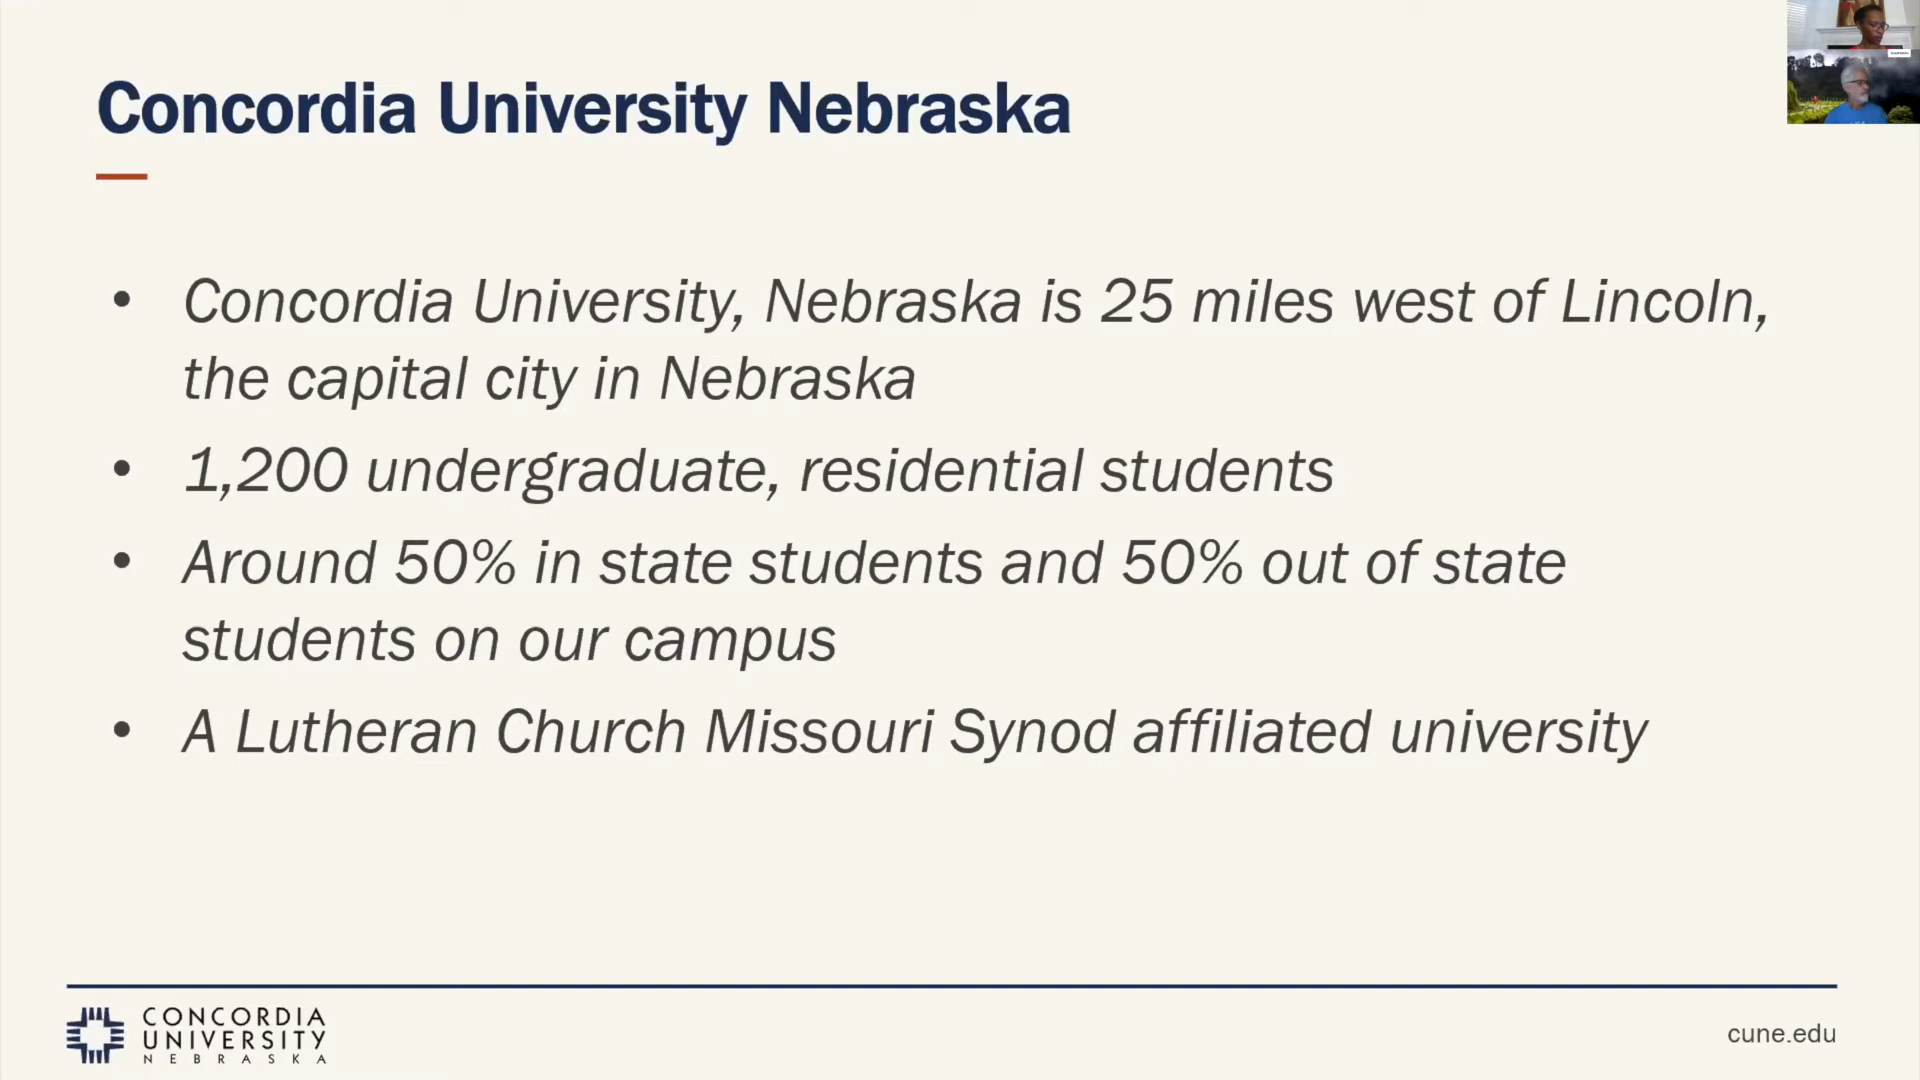 Concordia University Nebraska
• Concordia University, Nebraska is 25 miles west of Lincoln,
the capital city in Nebraska
• 1,200 undergraduate, residential students
• Around 50% in state students and 50% out of state
students on our campus
• A Lutheran Church Missouri Synod affiliated university
CONCORDIA
UNIVERSITY
NEBRASKA
cune.edu